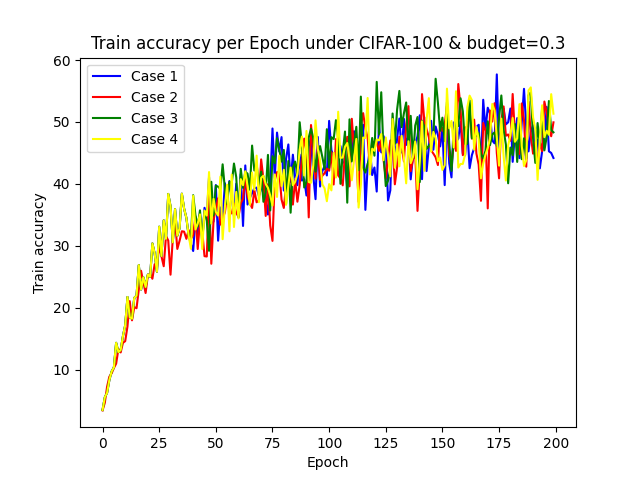 Train accuracy per Epoch under CIFAR-100 & budget=0.3
Case 1
Case 2
Case 3
Case 4
Train accuracy
60
50
40
30
20
10
0 25 50 75 100 125 150 175 200
Epoch